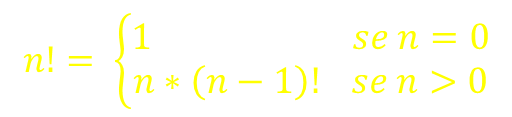 n! = { 1 se n = 0
n * (n − 1)! se n > 0